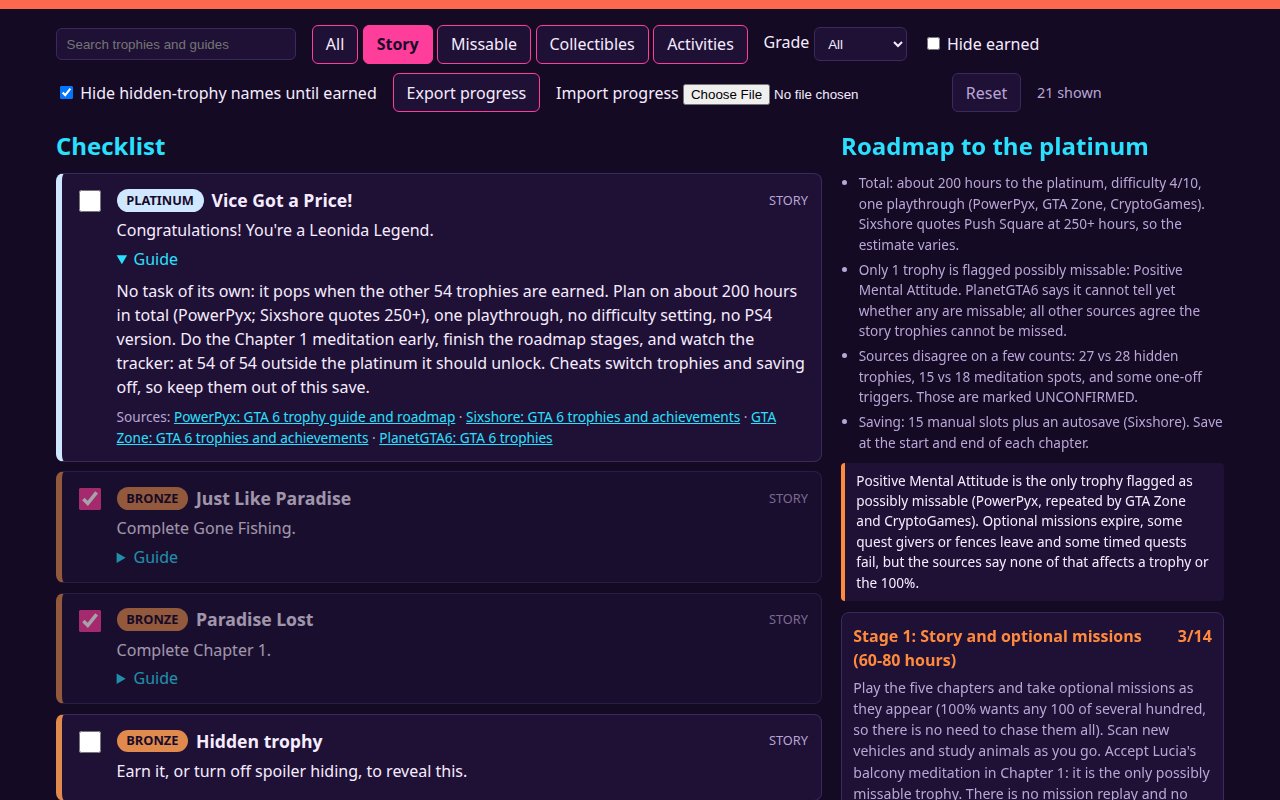 Search trophies and guides
All
Story
Missable
Collectibles
Activities
Grade
All
Hide earned
Hide hidden-trophy names until earned
Export progress
Import progress
Choose File
No file chosen
Reset
21 shown
Checklist
PLATINUM
Vice Got a Price!
STORY
Congratulations! You're a Leonida Legend.
Guide
No task of its own: it pops when the other 54 trophies are earned. Plan on about 200 hours
in total (PowerPyx; Sixshore quotes 250+), one playthrough, no difficulty setting, no PS4
version. Do the Chapter 1 meditation early, finish the roadmap stages, and watch the
tracker: at 54 of 54 outside the platinum it should unlock. Cheats switch trophies and saving
off, so keep them out of this save.
Sources: PowerPyx: GTA 6 trophy guide and roadmap · Sixshore: GTA 6 trophies and achievements · GTA
Zone: GTA 6 trophies and achievements · PlanetGTA6: GTA 6 trophies
BRONZE
Just Like Paradise
STORY
Complete Gone Fishing.
Guide
BRONZE
Paradise Lost
STORY
Complete Chapter 1.
Guide
BRONZE
Hidden trophy
STORY
Earn it, or turn off spoiler hiding, to reveal this.
Roadmap to the platinum
Total: about 200 hours to the platinum, difficulty 4/10,
one playthrough (PowerPyx, GTA Zone, CryptoGames).
Sixshore quotes Push Square at 250+ hours, so the
estimate varies.
Only 1 trophy is flagged possibly missable: Positive
Mental Attitude. PlanetGTA6 says it cannot tell yet
whether any are missable; all other sources agree the
story trophies cannot be missed.
Sources disagree on a few counts: 27 vs 28 hidden
trophies, 15 vs 18 meditation spots, and some one-off
triggers. Those are marked UNCONFIRMED.
Saving: 15 manual slots plus an autosave (Sixshore). Save
at the start and end of each chapter.
Positive Mental Attitude is the only trophy flagged as
possibly missable (PowerPyx, repeated by GTA Zone
and CryptoGames). Optional missions expire, some
quest givers or fences leave and some timed quests
fail, but the sources say none of that affects a trophy or
the 100%.
Stage 1: Story and optional missions
3/14
(60-80 hours)
Play the five chapters and take optional missions as
they appear (100% wants any 100 of several hundred,
so there is no need to chase them all). Scan new
vehicles and study animals as you go. Accept Lucia's
balcony meditation in Chapter 1: it is the only possibly
missable trophy. There is no mission replay and no